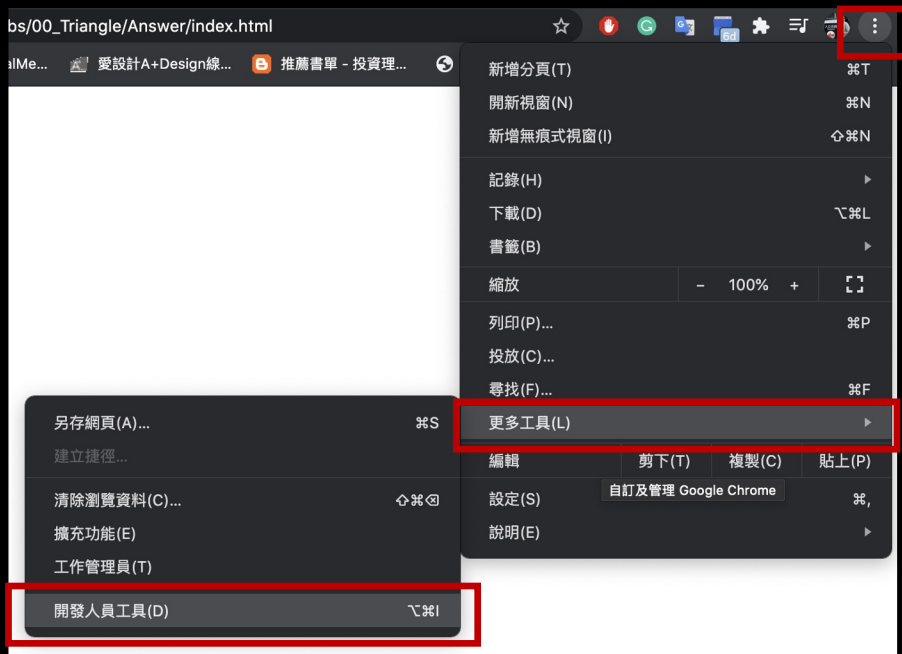 bs/00_Triangle/Answer/index.html
6d
alMe... 愛設計A+Design線... 推薦書單 - 投資理...
新增分頁(T) ⌘T
開新視窗(N) ⌘N
新增無痕式視窗(I) ⇧⌘N
記錄(H)
下載(D) ⌥⌘L
書籤(B)
縮放 - 100% +
列印(P)... ⌘P
投放(C)...
尋找(F)... ⌘F
更多工具(L)
編輯 剪下(T) 複製(C) 貼上(P)
自訂及管理 Google Chrome
設定(S) ⌘,
說明(E)
另存網頁(A)... ⌘S
建立捷徑...
清除瀏覽資料(C)... ⇧⌘⌫
擴充功能(E)
工作管理員(T)
開發人員工具(D) ⌥⌘I